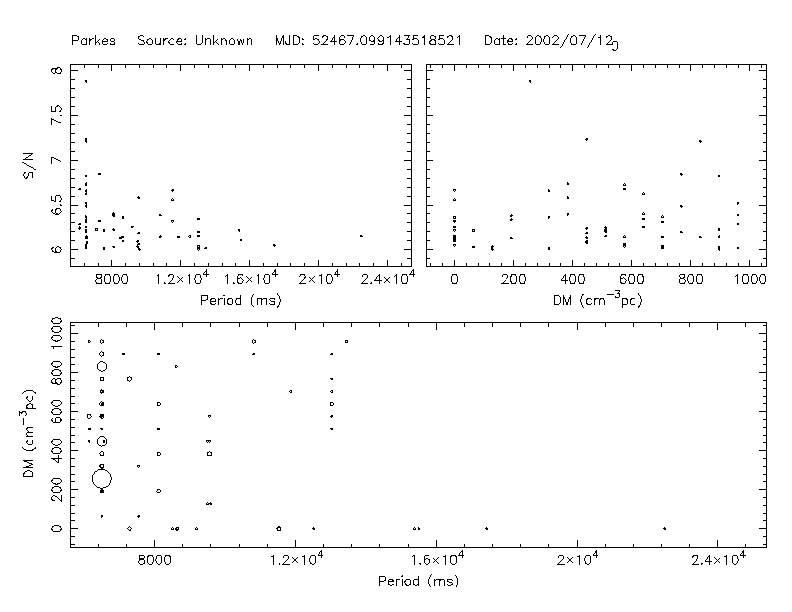 Parkes Source: Unknown MJD: 52467.099143518521 Date: 2002/07/12
S/N
8
7.5
7
6.5
6
8000 1.2×10⁴ 1.6×10⁴ 2×10⁴ 2.4×10⁴
Period (ms)
0 200 400 600 800 1000
DM (cm⁻³pc)
DM (cm⁻³pc)
1000
800
600
400
200
0
8000 1.2×10⁴ 1.6×10⁴ 2×10⁴ 2.4×10⁴
Period (ms)